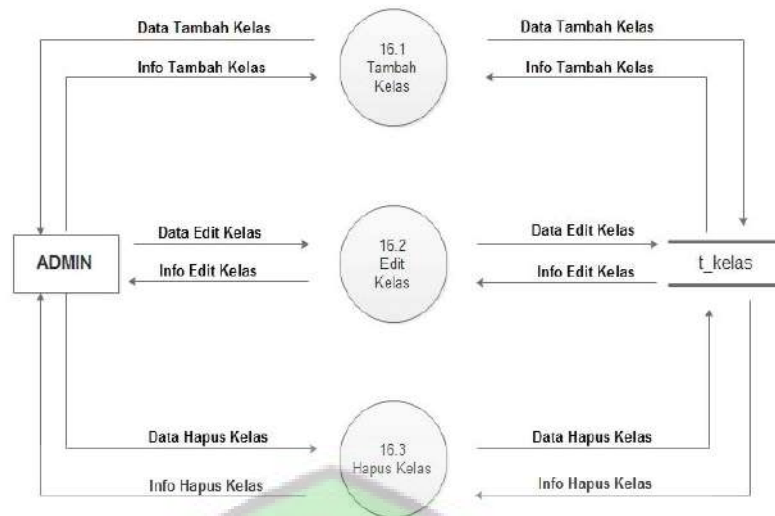 Data Tambah Kelas
Info Tambah Kelas
16.1
Tambah
Kelas
Data Tambah Kelas
Info Tambah Kelas
ADMIN
Data Edit Kelas
Info Edit Kelas
16.2
Edit
Kelas
Data Edit Kelas
Info Edit Kelas
t_kelas
Data Hapus Kelas
Info Hapus Kelas
16.3
Hapus Kelas
Data Hapus Kelas
Info Hapus Kelas